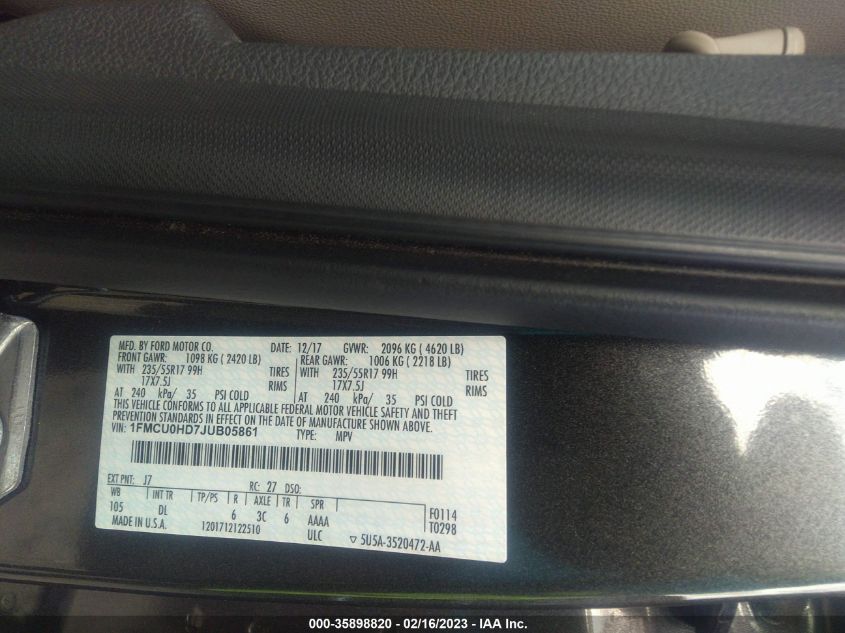 MFD. BY FORD MOTOR CO. DATE: 12/17 GVWR: 2096 KG ( 4620 LB)
FRONT GAWR: 1098 KG ( 2420 LB) REAR GAWR: 1006 KG ( 2218 LB)
WITH 235/55R17 99H TIRES WITH 235/55R17 99H TIRES
17X7.5J RIMS 17X7.5J RIMS
AT 240 kPa/ 35 PSI COLD AT 240 kPa/ 35 PSI COLD
THIS VEHICLE CONFORMS TO ALL APPLICABLE FEDERAL MOTOR VEHICLE SAFETY AND THEFT
PREVENTION STANDARDS IN EFFECT ON THE DATE OF MANUFACTURE SHOWN ABOVE.
VIN: 1FMCU0HD7JUB05861
TYPE: MPV
EXT PNT: J7 RC: 27 DSO:
WB INT TR TP/PS R AXLE TR SPR F0114
105 DL 6 3C 6 AAAA T0298
MADE IN U.S.A. 1201712122510 ULC ▽ 5U5A-3520472-AA
000-35898820 - 02/16/2023 - IAA Inc.